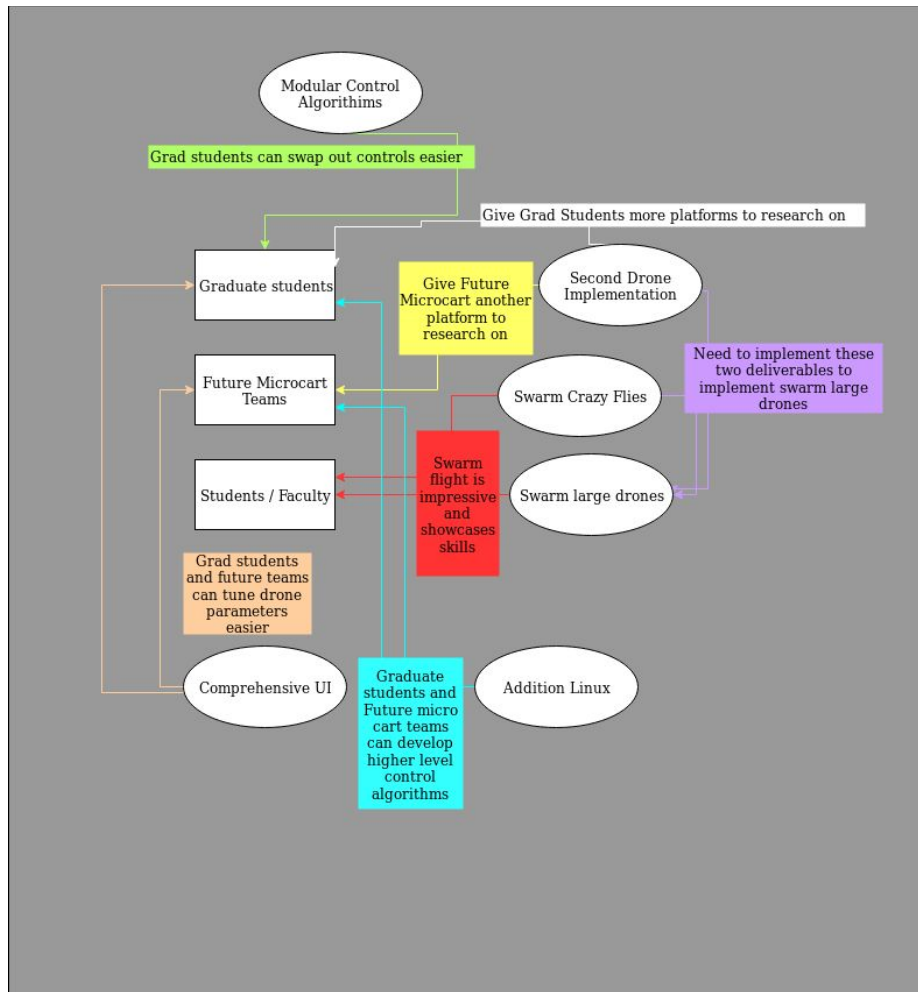 Modular Control
Algorithims
Grad students can swap out controls easier
Give Grad Students more platforms to research on
Graduate students
Give Future
Microcart another
platform to
research on
Second Drone
Implementation
Need to implement these
two deliverables to
implement swarm large
drones
Future Microcart
Teams
Swarm Crazy Flies
Students / Faculty
Swarm
flight is
impressive
and
showcases
skills
Swarm large drones
Grad students
and future teams
can tune drone
parameters
easier
Comprehensive UI
Graduate
students and
Future micro
cart teams
can develop
higher level
control
algorithms
Addition Linux